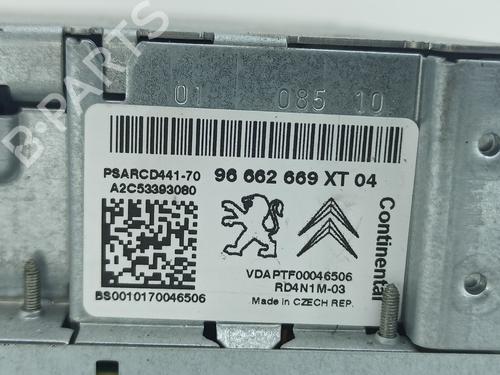 B-PARTS
01 085 10
PSARCD441-70 96 662 669 XT 04
A2C53393080
Continental
VDAPTF00046506
RD4N1M-03
BS0010170046506 Made in CZECH REP.